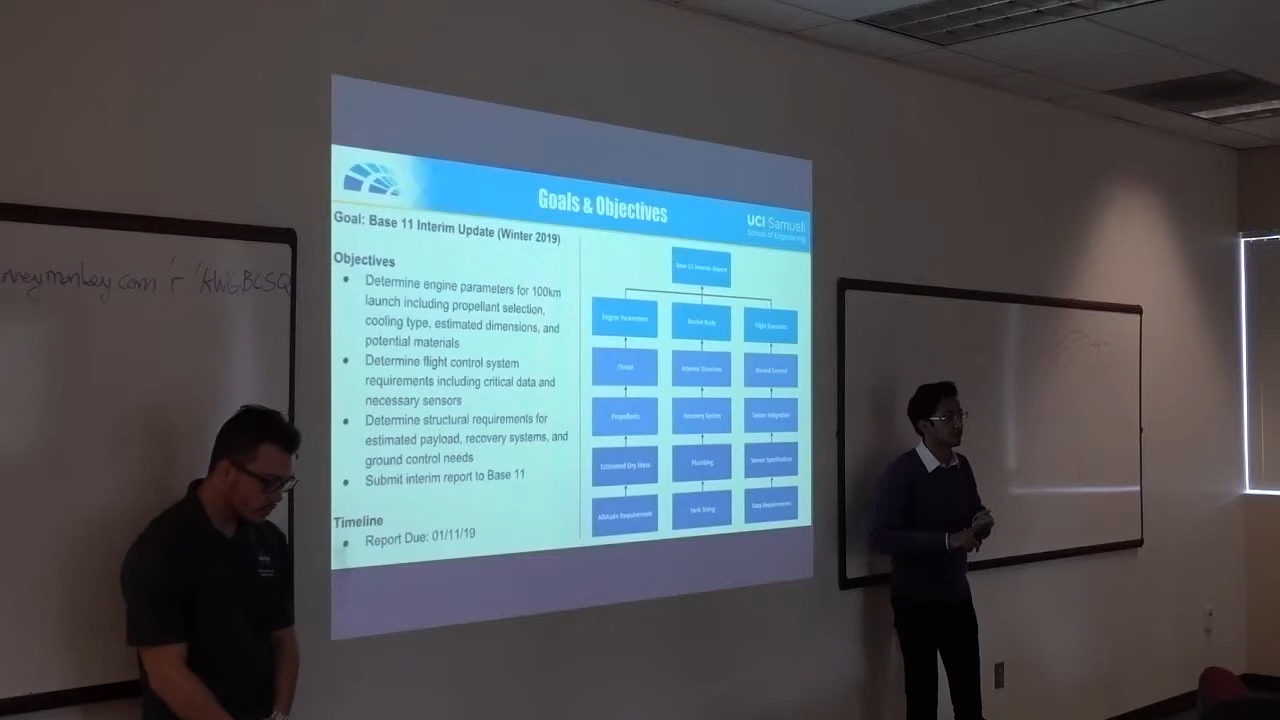 Goals & Objectives
UCI Samueli
School of Engineering
Goal: Base 11 Interim Update (Winter 2019)
Objectives
Determine engine parameters for 100km
launch including propellant selection,
cooling type, estimated dimensions, and
potential materials
Determine flight control system
requirements including critical data and
necessary sensors
Determine structural requirements for
estimated payload, recovery systems, and
ground control needs
Submit interim report to Base 11
Timeline
Report Due: 01/11/19
Base 11 Interim Report
Engine Parameters
Rocket Body
Flight Dynamics
Thrust
Internal Structure
Ground Control
Propellants
Recovery System
Sensor Integration
Estimated Dry Mass
Plumbing
Sensor Specification
Altitude Requirement
Tank Sizing
Data Requirements
rveymonkey.com